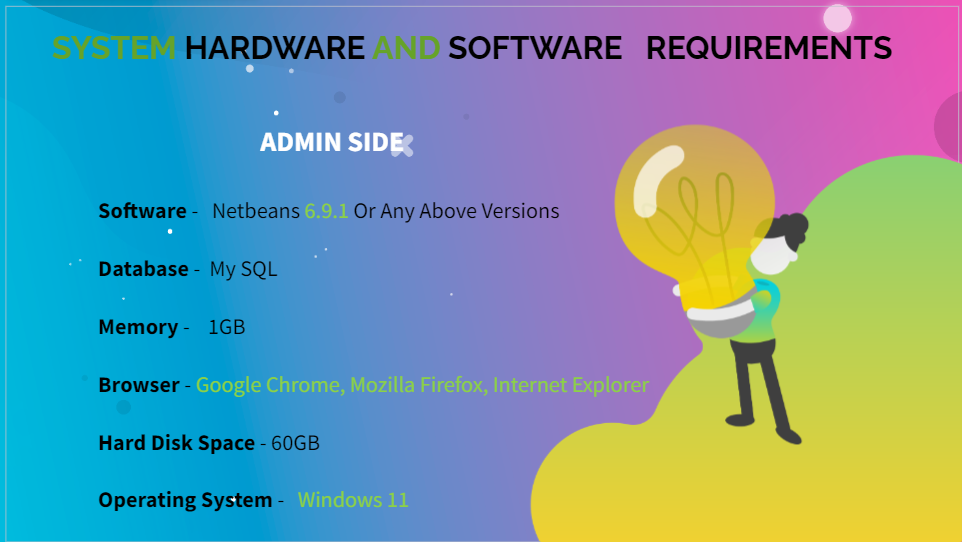 SYSTEM HARDWARE AND SOFTWARE REQUIREMENTS
ADMIN SIDE
Software - Netbeans 6.9.1 Or Any Above Versions
Database - My SQL
Memory - 1GB
Browser - Google Chrome, Mozilla Firefox, Internet Explorer
Hard Disk Space - 60GB
Operating System - Windows 11